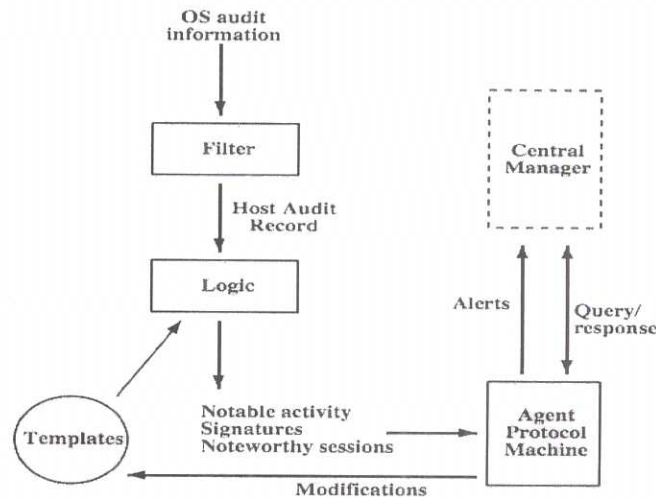 OS audit
information
Filter
Central
Manager
Host Audit
Record
Logic
Alerts
Query/
response
Notable activity
Signatures
Noteworthy sessions
Templates
Agent
Protocol
Machine
Modifications